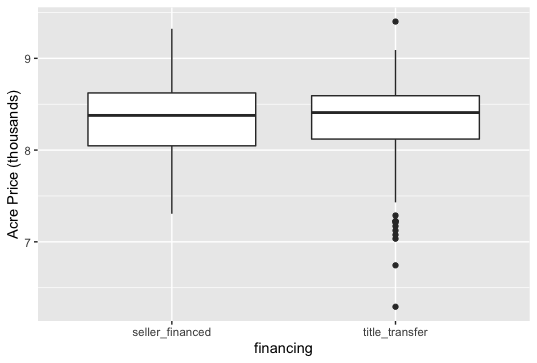 Acre Price (thousands)
9
8
7
seller_financed
title_transfer
financing